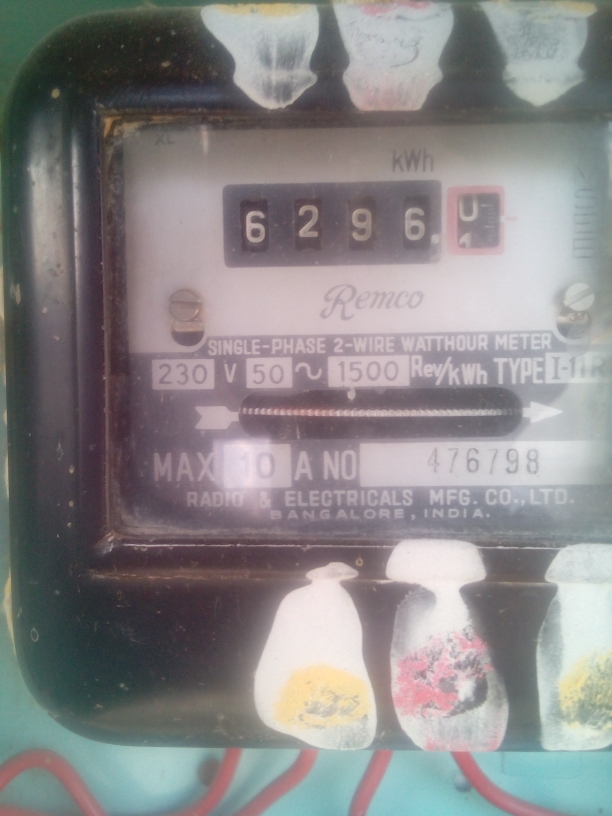 kWh
6296.0
Remco
SINGLE-PHASE 2-WIRE WATTHOUR METER
230 V 50 ~ 1500 Rev/kWh TYPE
MAX 10 A NO 476798
RADIO & ELECTRICALS MFG. CO., LTD.
BANGALORE, INDIA.